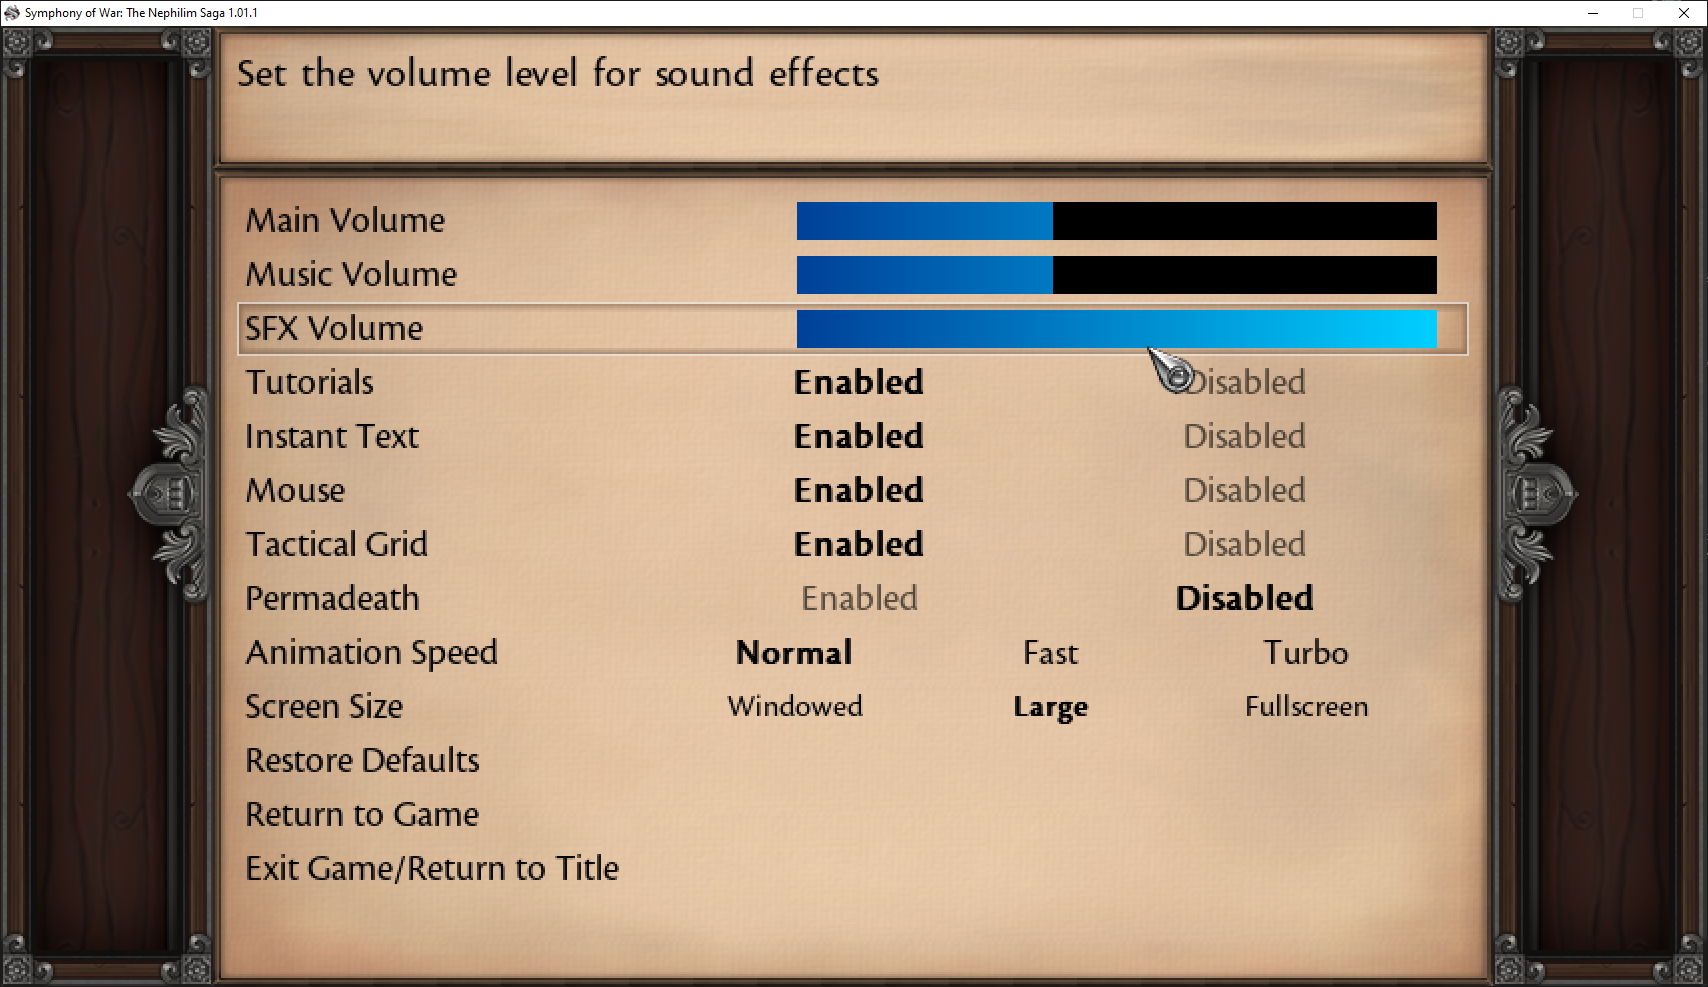 Symphony of War: The Nephilim Saga 1.01.1
Set the volume level for sound effects
Main Volume
Music Volume
SFX Volume
Tutorials Enabled Disabled
Instant Text Enabled Disabled
Mouse Enabled Disabled
Tactical Grid Enabled Disabled
Permadeath Enabled Disabled
Animation Speed Normal Fast Turbo
Screen Size Windowed Large Fullscreen
Restore Defaults
Return to Game
Exit Game/Return to Title